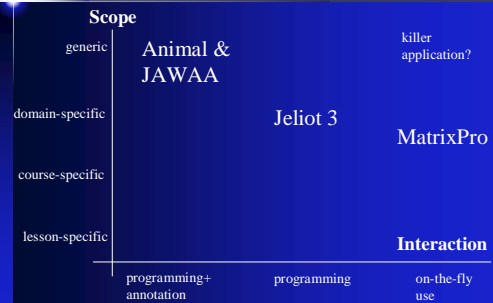 Scope
generic
Animal &
JAWAA
killer
application?
domain-specific
Jeliot 3
MatrixPro
course-specific
lesson-specific
Interaction
programming+
annotation
programming
on-the-fly
use